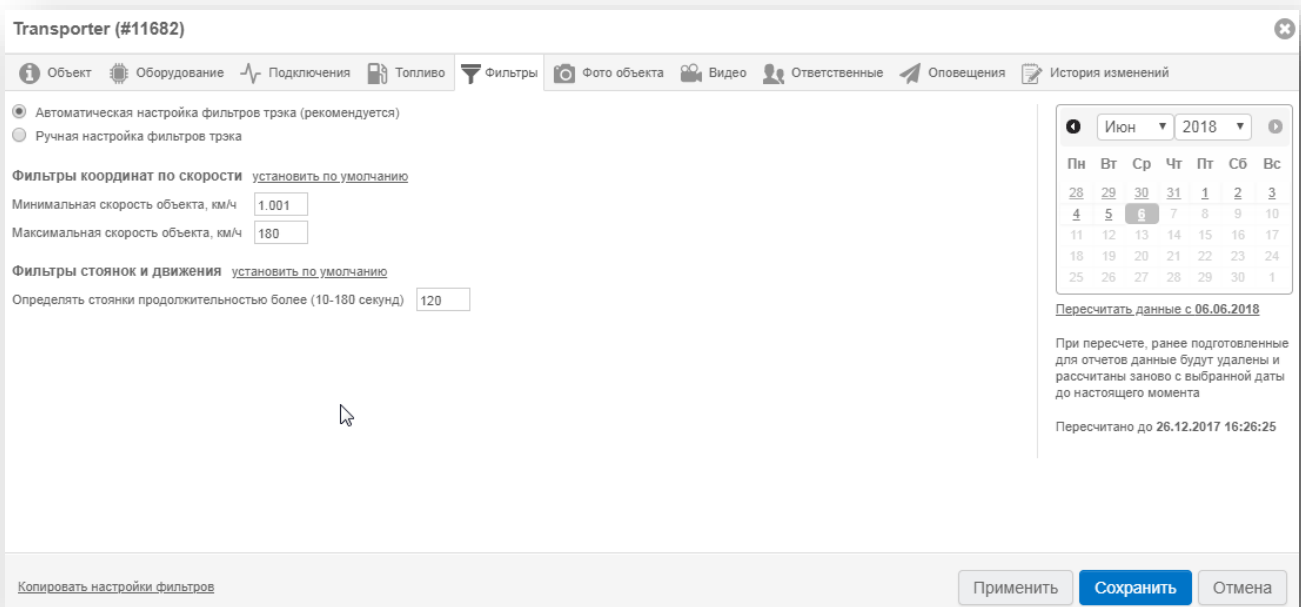 Transporter (#11682)
Объект Оборудование Подключения Топливо Фильтры Фото объекта Видео Ответственные Оповещения История изменений
Автоматическая настройка фильтров трэка (рекомендуется)
Ручная настройка фильтров трэка
Фильтры координат по скорости установить по умолчанию
Минимальная скорость объекта, км/ч 1.001
Максимальная скорость объекта, км/ч 180
Фильтры стоянок и движения установить по умолчанию
Определять стоянки продолжительностью более (10-180 секунд) 120
Июн 2018
Пн Вт Ср Чт Пт Сб Вс
28 29 30 31 1 2 3
4 5 6 7 8 9 10
11 12 13 14 15 16 17
18 19 20 21 22 23 24
25 26 27 28 29 30 1
Пересчитать данные с 06.06.2018
При пересчете, ранее подготовленные
для отчетов данные будут удалены и
рассчитаны заново с выбранной даты
до настоящего момента
Пересчитано до 26.12.2017 16:26:25
Копировать настройки фильтров
Применить Сохранить Отмена